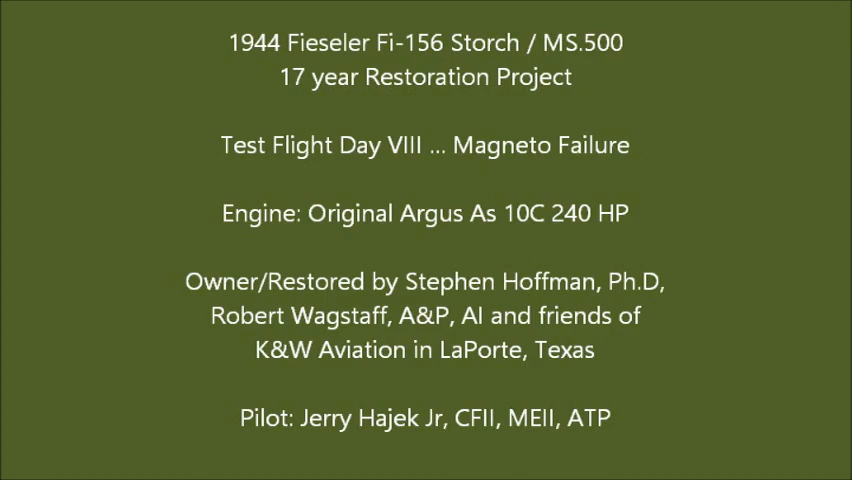 1944 Fieseler Fi-156 Storch / MS.500
17 year Restoration Project
Test Flight Day VIII ... Magneto Failure
Engine: Original Argus As 10C 240 HP
Owner/Restored by Stephen Hoffman, Ph.D,
Robert Wagstaff, A&P, AI and friends of
K&W Aviation in LaPorte, Texas
Pilot: Jerry Hajek Jr, CFII, MEII, ATP